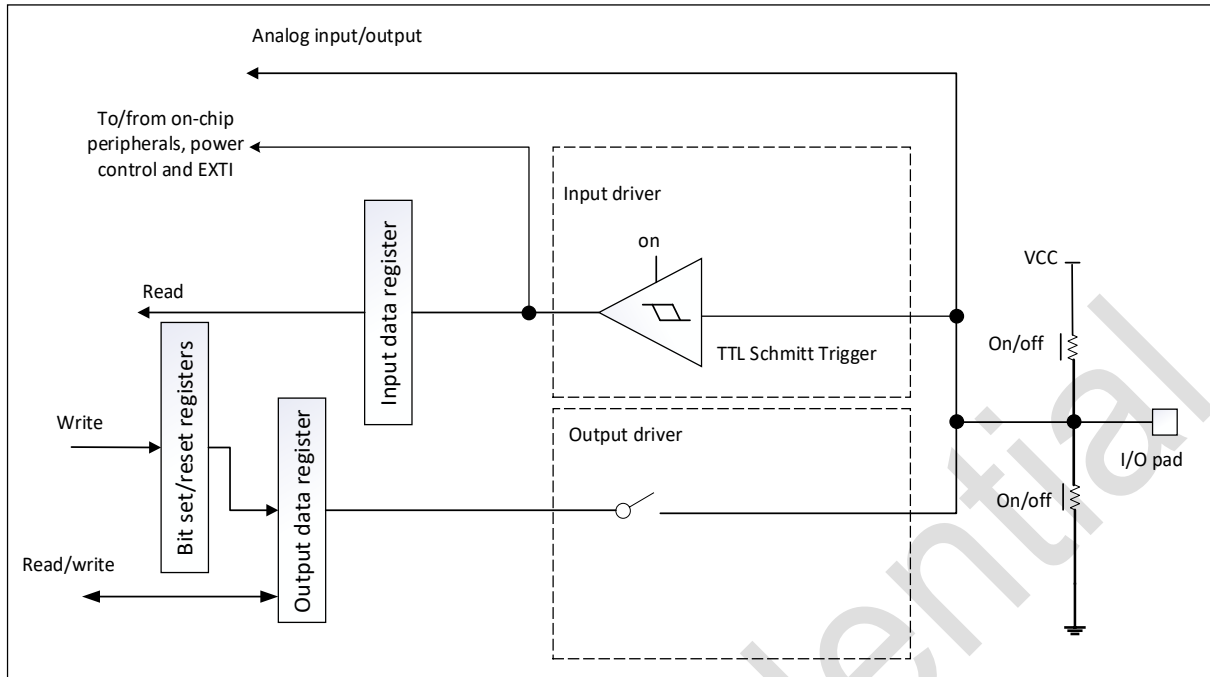 Analog input/output
To/from on-chip
peripherals, power
control and EXTI
Input driver
on
Input data register
VCC
Read
On/off
TTL Schmitt Trigger
Bit set/reset registers
Write
Output data register
Output driver
I/O pad
On/off
Read/write